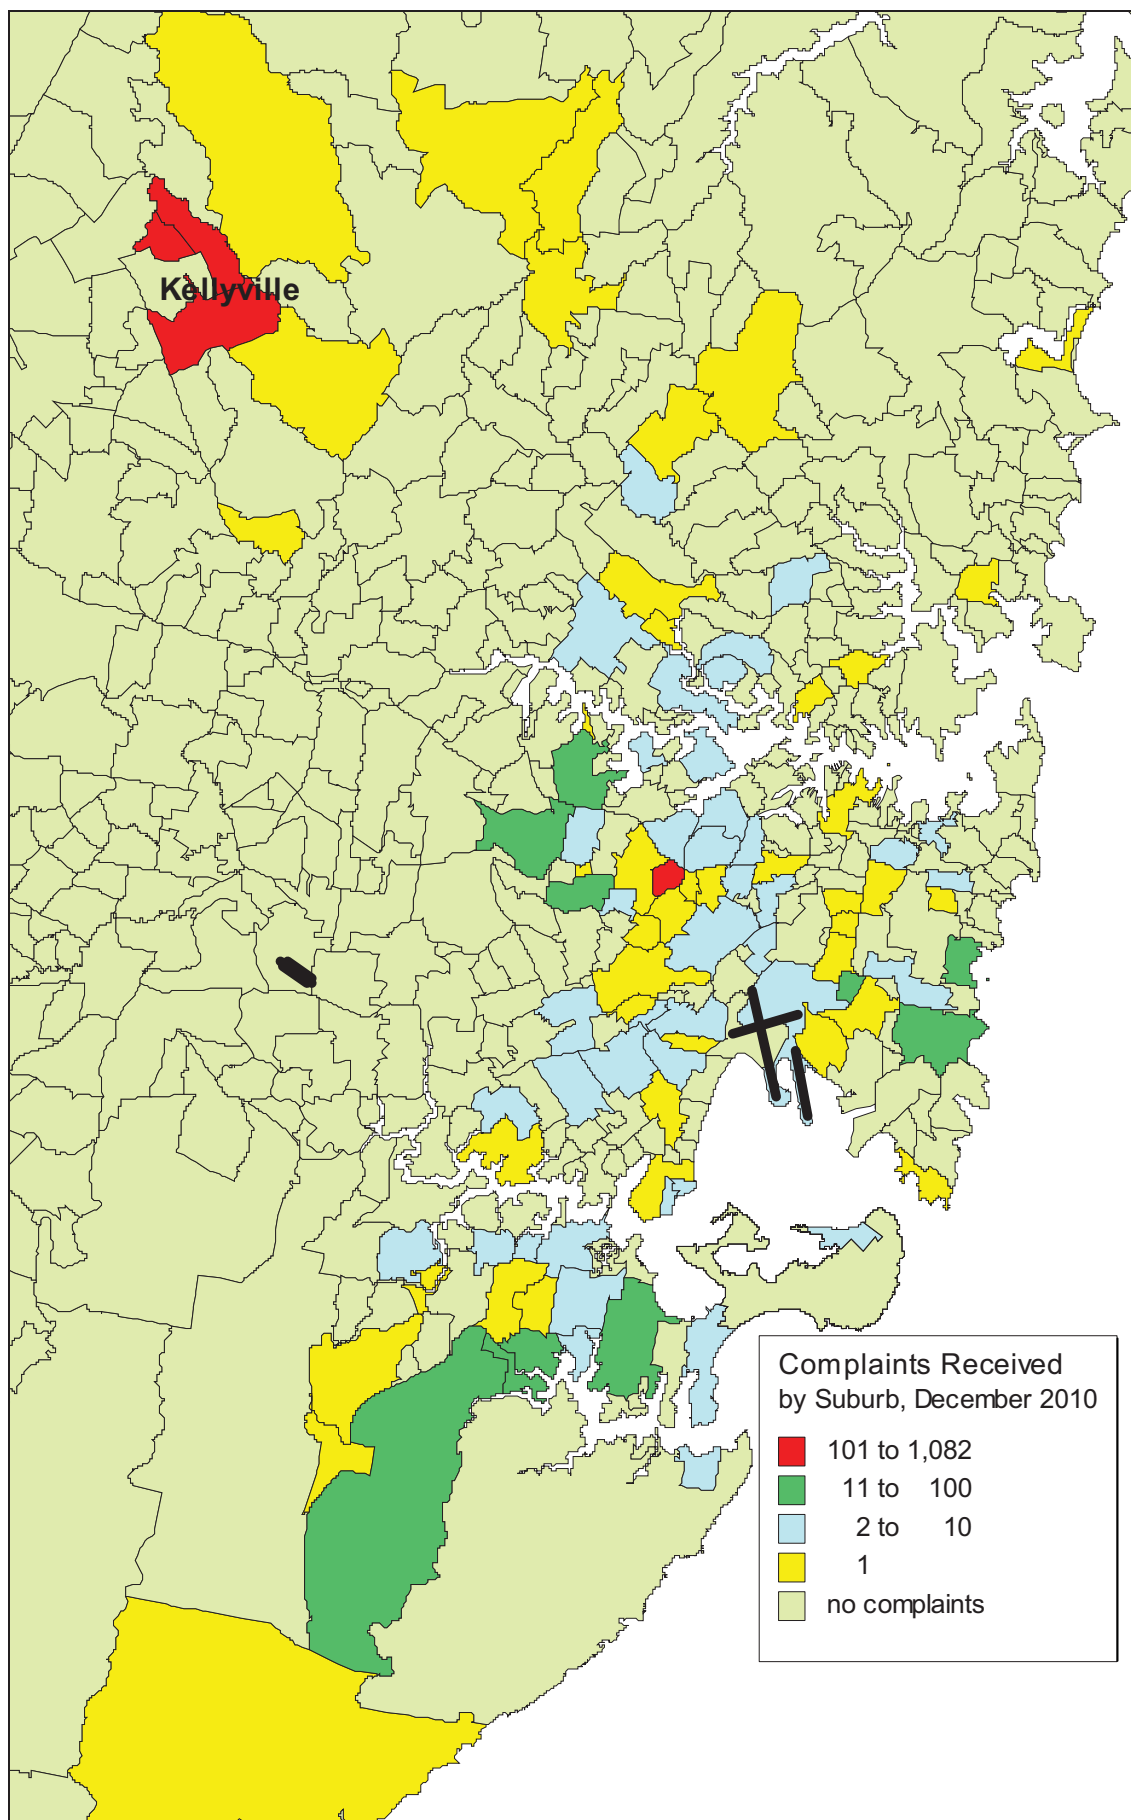 Kellyville
Complaints Received
by Suburb, December 2010
101 to 1,082
11 to 100
2 to 10
1
no complaints